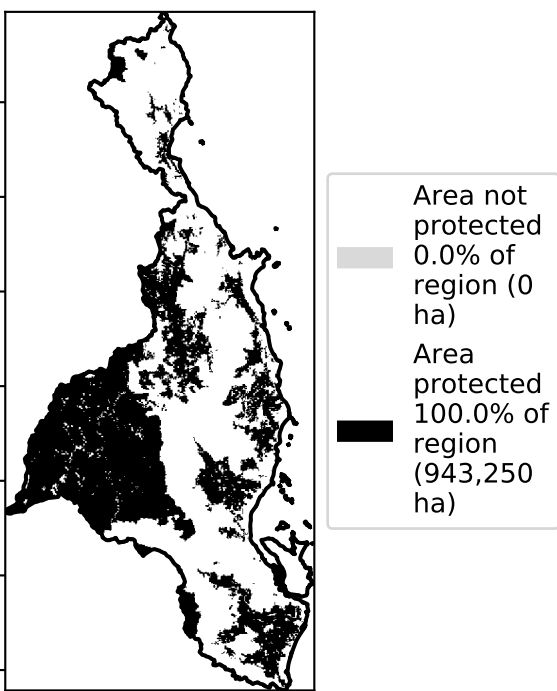 Area not
protected
0.0% of
region (0
ha)
Area
protected
100.0% of
region
(943,250
ha)